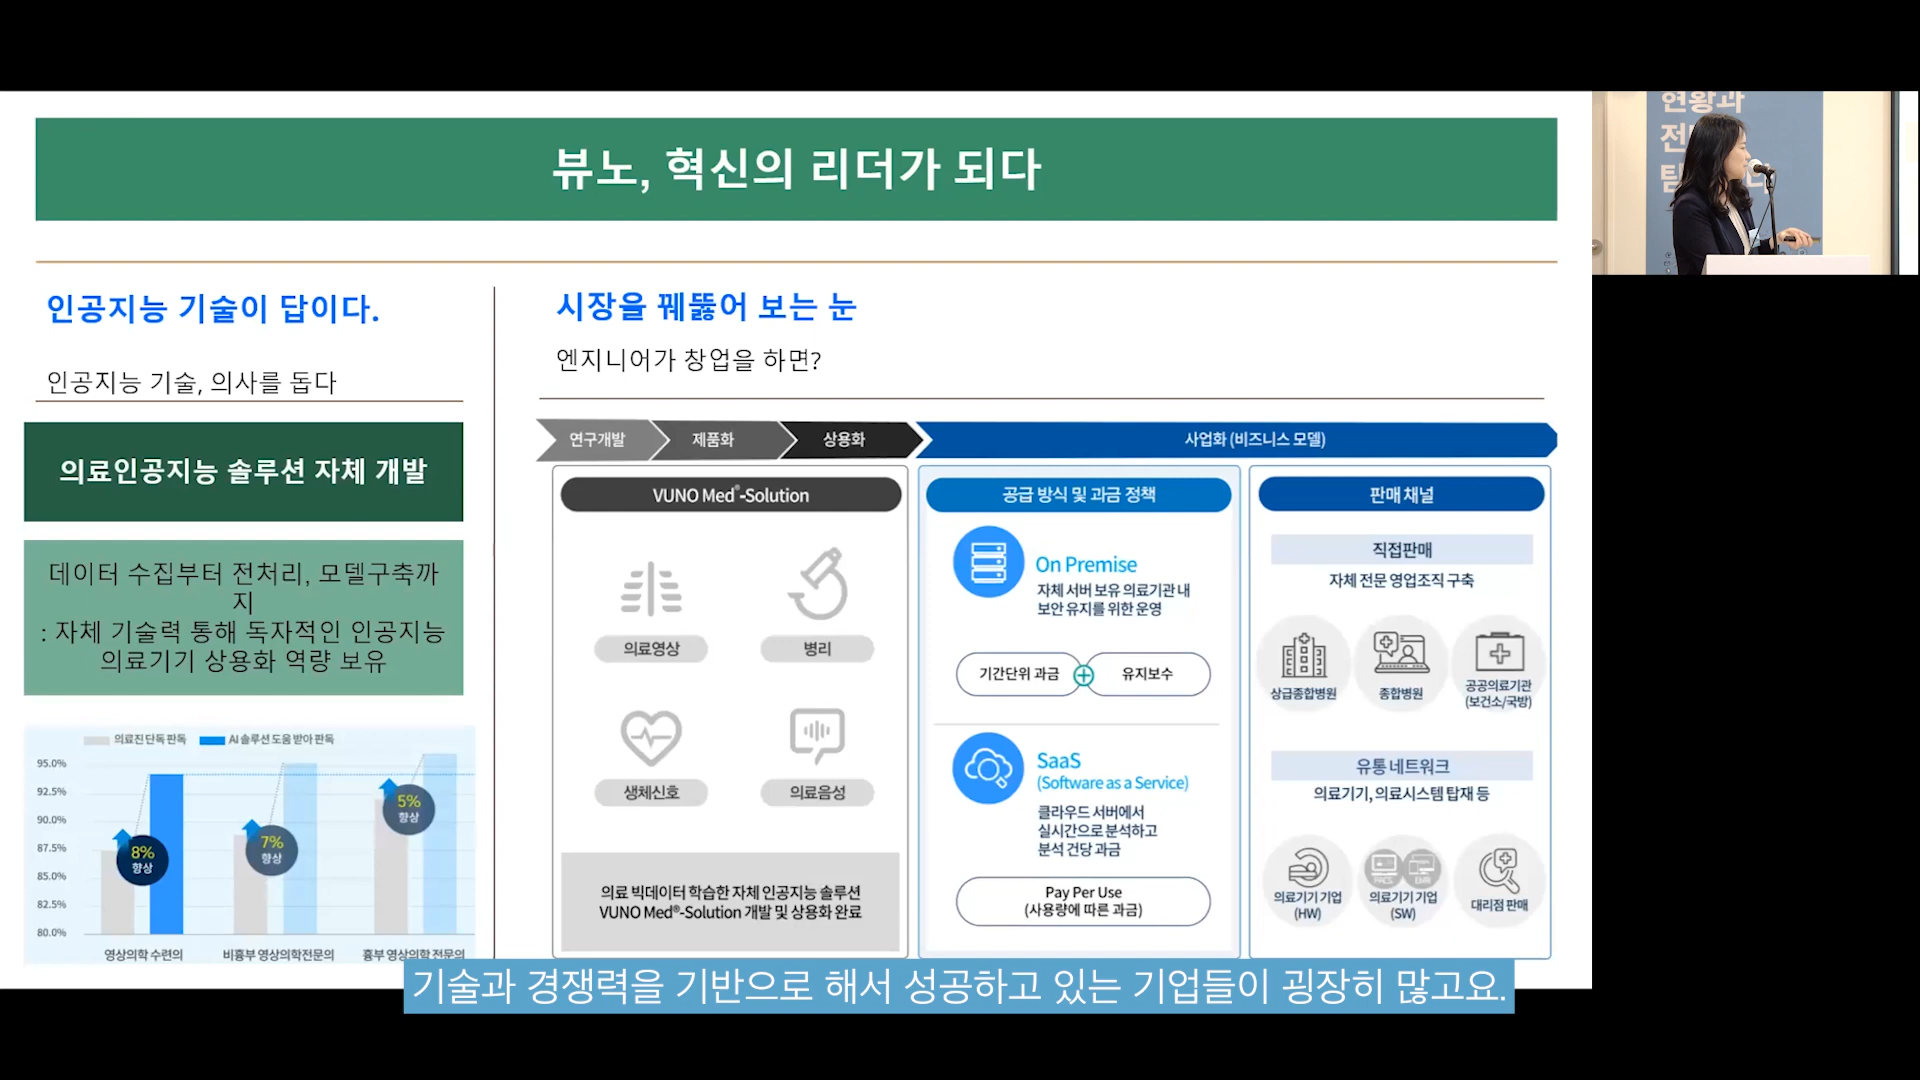 뷰노, 혁신의 리더가 되다
인공지능 기술이 답이다.
인공지능 기술, 의사를 돕다
의료인공지능 솔루션 자체 개발
데이터 수집부터 전처리, 모델구축까
지
: 자체 기술력 통해 독자적인 인공지능
의료기기 상용화 역량 보유
의료진 단독 판독
AI 솔루션 도움 받아 판독
95.0%
92.5%
90.0%
87.5%
85.0%
82.5%
80.0%
8%
향상
7%
향상
5%
향상
영상의학 수련의
비흉부 영상의학전문의
흉부 영상의학 전문의
시장을 꿰뚫어 보는 눈
엔지니어가 창업을 하면?
연구개발
제품화
상용화
사업화 (비즈니스 모델)
VUNO Med®-Solution
의료영상
병리
생체신호
의료음성
의료 빅데이터 학습한 자체 인공지능 솔루션
VUNO Med®-Solution 개발 및 상용화 완료
공급 방식 및 과금 정책
On Premise
자체 서버 보유 의료기관 내
보안 유지를 위한 운영
기간단위 과금
유지보수
SaaS
(Software as a Service)
클라우드 서버에서
실시간으로 분석하고
분석 건당 과금
Pay Per Use
(사용량에 따른 과금)
판매 채널
직접판매
자체 전문 영업조직 구축
상급종합병원
종합병원
공공의료기관
(보건소/국방)
유통 네트워크
의료기기, 의료시스템 탑재 등
의료기기 기업
(HW)
PACS
EMR
의료기기 기업
(SW)
대리점 판매
현황과
기술과 경쟁력을 기반으로 해서 성공하고 있는 기업들이 굉장히 많고요.